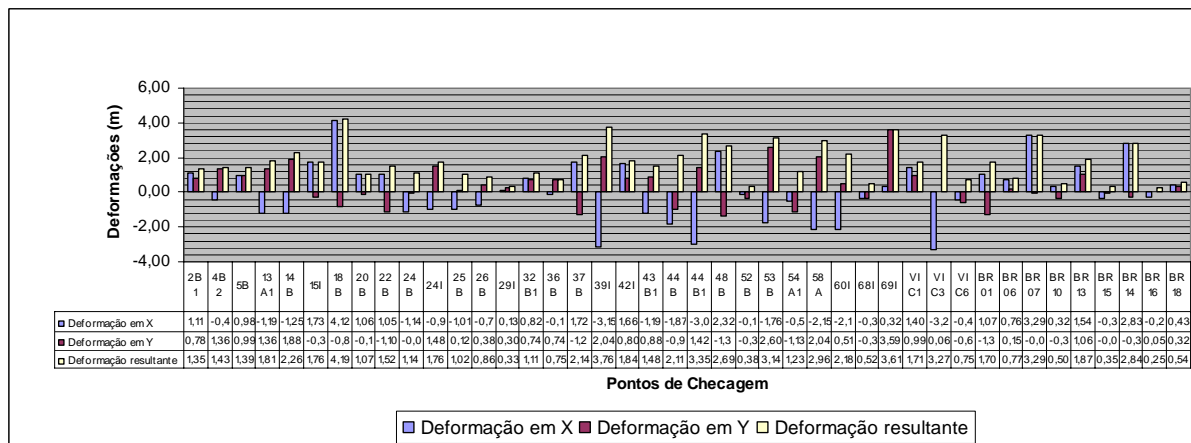 6,00
4,00
2,00
0,00
-2,00
-4,00
Deformações (m)
2B 1 4B 2 5B 13 A1 14 B 15I 18 B 20 B 22 B 24 B 24I 25 B 26 B 29I 32 B1 36 B 37 B 39I 42I 43 B1 44 B 44 B1 48 B 52 B 53 B 54 A1 58 A 60I 68I 69I VI C1 VI C3 VI C6 BR 01 BR 06 BR 07 BR 10 BR 13 BR 15 BR 14 BR 16 BR 18
Deformação em X 1,11 -0,4 0,98 -1,19 -1,25 1,73 4,12 1,06 1,05 -1,14 -0,9 -1,01 -0,7 0,13 0,82 -0,1 1,72 -3,15 1,66 -1,19 -1,87 -3,0 2,32 -0,1 -1,76 -0,5 -2,15 -2,1 -0,3 0,32 1,40 -3,2 -0,4 1,07 0,76 3,29 0,32 1,54 -0,3 2,83 -0,2 0,43
Deformação em Y 0,78 1,36 0,99 1,36 1,88 -0,3 -0,8 -0,1 -1,10 -0,0 1,48 0,12 0,38 0,30 0,74 0,74 -1,2 2,04 0,80 0,88 -0,9 1,42 -1,3 -0,3 2,60 -1,13 2,04 0,51 -0,3 3,59 0,99 0,06 -0,6 -1,3 0,15 -0,0 -0,3 1,06 -0,0 -0,3 0,05 0,32
Deformação resultante 1,35 1,43 1,39 1,81 2,26 1,76 4,19 1,07 1,52 1,14 1,76 1,02 0,86 0,33 1,11 0,75 2,14 3,76 1,84 1,48 2,11 3,35 2,69 0,38 3,14 1,23 2,96 2,18 0,52 3,61 1,71 3,27 0,75 1,70 0,77 3,29 0,50 1,87 0,35 2,84 0,25 0,54
Pontos de Checagem
Deformação em X Deformação em Y Deformação resultante